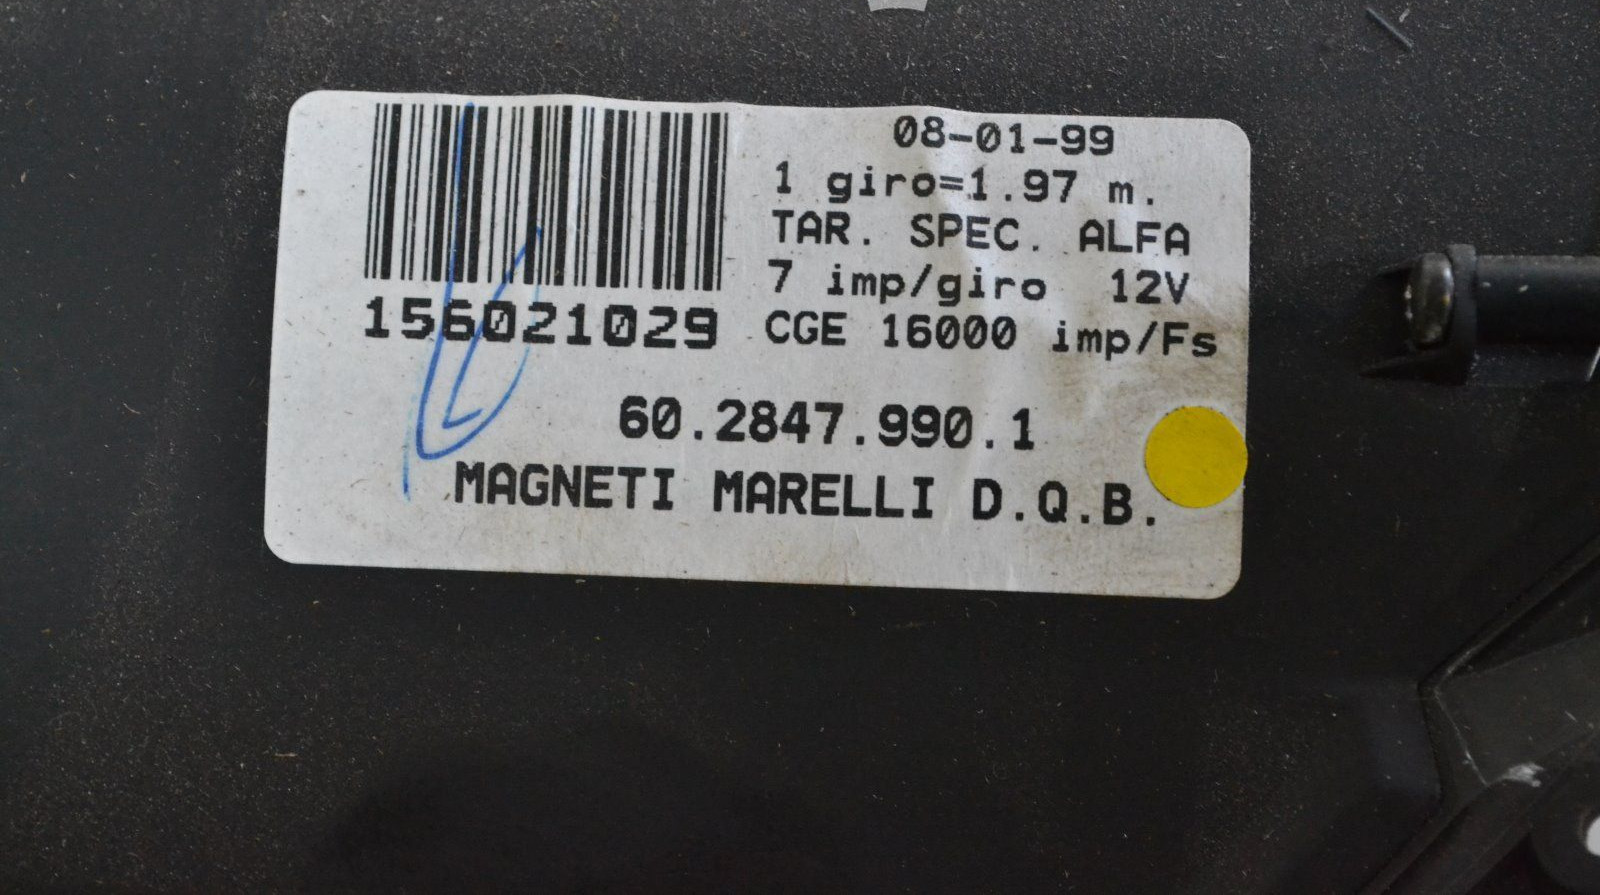 08-01-99
1 giro=1.97 m.
TAR. SPEC. ALFA
7 imp/giro 12V
156021029 CGE 16000 imp/Fs
60.2847.990.1
MAGNETI MARELLI D.Q.B.